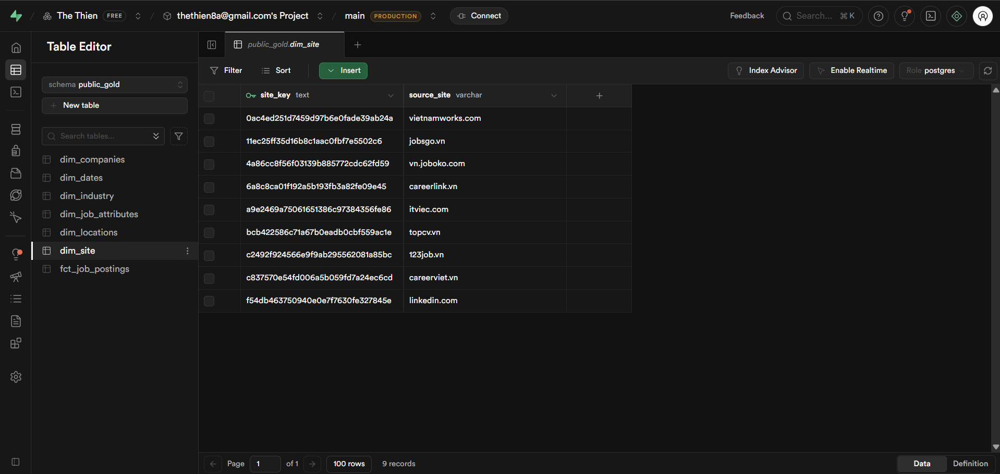 The Thien FREE thethien8a@gmail.com's Project main PRODUCTION Connect Feedback Search... ⌘ K
Table Editor
public_gold.dim_site
schema public_gold
New table
Search tables...
dim_companies
dim_dates
dim_industry
dim_job_attributes
dim_locations
dim_site
fct_job_postings
Filter Sort Insert Index Advisor Enable Realtime Role postgres
site_key text source_site varchar
0ac4ed251d7459d97b6e0fade39ab24a vietnamworks.com
11ec25ff35d16b8c1aac0fbf7e5502c6 jobsgo.vn
4a86cc8f56f03139b885772cdc62fd59 vn.joboko.com
6a8c8ca01f192a5b193fb3a82fe09e45 careerlink.vn
a9e2469a75061651386c97384356fe86 itviec.com
bcb422586c71a67b0eadb0cbf559ac1e topcv.vn
c2492f924566e9f9ab295562081a85bc 123job.vn
c837570e54fd006a5b059fd7a24ec6cd careerviet.vn
f54db463750940e0e7f7630fe327845e linkedin.com
Page 1 of 1 100 rows 9 records Data Definition